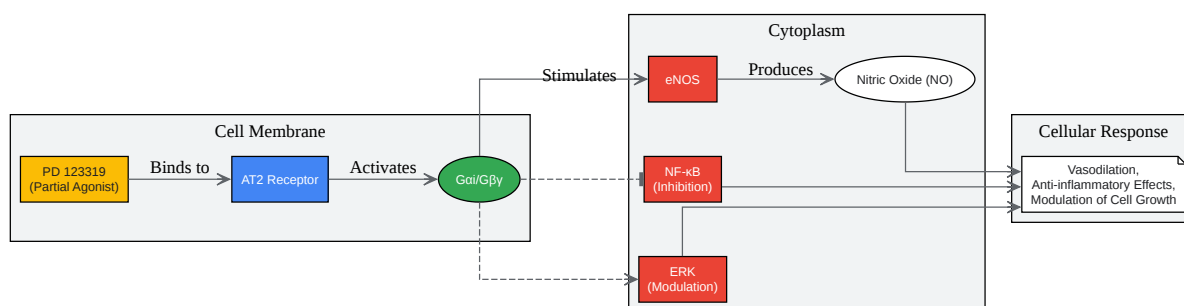 Cytoplasm
Stimulates
eNOS
Produces
Nitric Oxide (NO)
Cell Membrane
PD 123319
(Partial Agonist)
Binds to
AT2 Receptor
Activates
Gαi/Gβγ
NF-κB
(Inhibition)
ERK
(Modulation)
Cellular Response
Vasodilation,
Anti-inflammatory Effects,
Modulation of Cell Growth